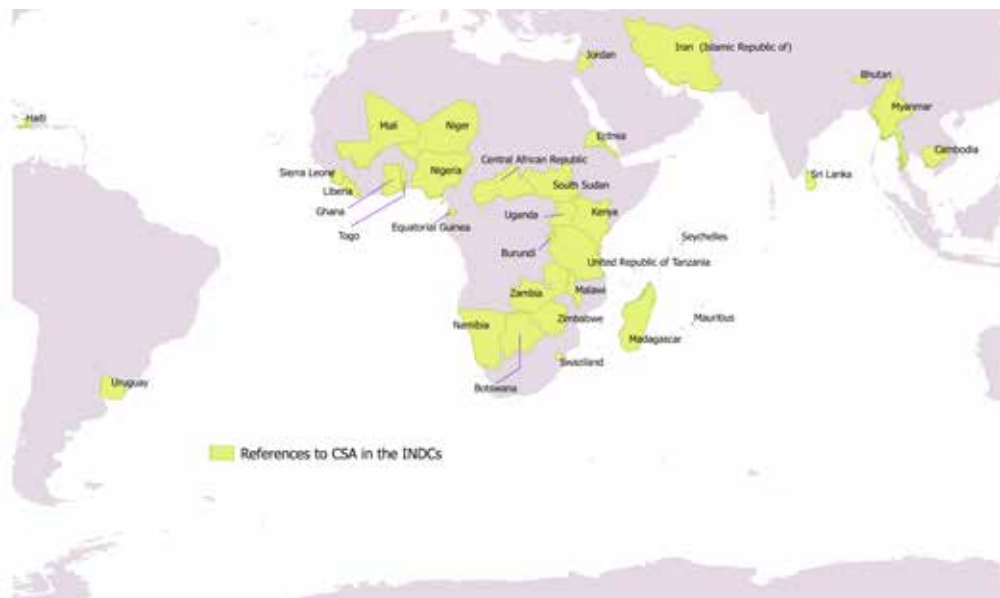 Iran (Islamic Republic of)
Jordan
Bhutan
Myanmar
Haiti
Mali
Niger
Eritrea
Cambodia
Central African Republic
Nigeria
Sierra Leone
Sri Lanka
South Sudan
Liberia
Ghana
Uganda
Kenya
Equatorial Guinea
Togo
Seychelles
Burundi
United Republic of Tanzania
Zambia
Malawi
Namibia
Zimbabwe
Mauritius
Madagascar
Swaziland
Uruguay
Botswana
References to CSA in the INDCs